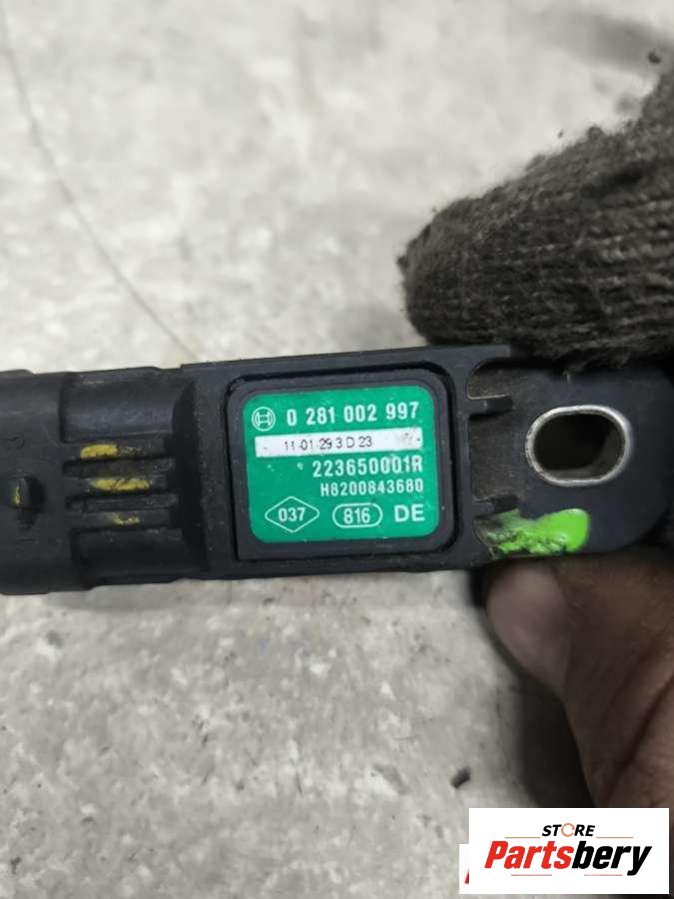 0 281 002 997
11-01-29 3.D 23
223650001R
H8200843680
037
816 DE
STORE
Partsbery